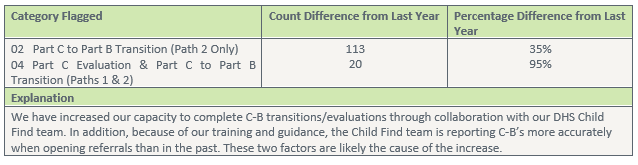 Category Flagged Count Difference from Last Year Percentage Difference from Last
Year
02 Part C to Part B Transition (Path 2 Only) 113 35%
04 Part C Evaluation & Part C to Part B 20 95%
Transition (Paths 1 & 2)
Explanation
We have increased our capacity to complete C-B transitions/evaluations through collaboration with our DHS Child
Find team. In addition, because of our training and guidance, the Child Find team is reporting C-B's more accurately
when opening referrals than in the past. These two factors are likely the cause of the increase.